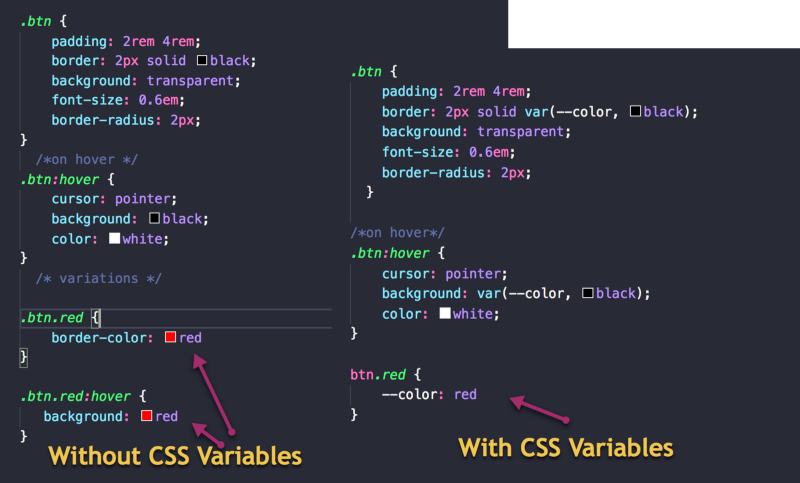 .btn {
padding: 2rem 4rem;
border: 2px solid black;
background: transparent;
font-size: 0.6em;
border-radius: 2px;
}
/*on hover */
.btn:hover {
cursor: pointer;
background: black;
color: white;
}
/* variations */
.btn.red {
border-color: red
}
.btn.red:hover {
background: red
}
Without CSS Variables
.btn {
padding: 2rem 4rem;
border: 2px solid var(--color, black);
background: transparent;
font-size: 0.6em;
border-radius: 2px;
}
/*on hover*/
.btn:hover {
cursor: pointer;
background: var(--color, black);
color: white;
}
btn.red {
--color: red
}
With CSS Variables